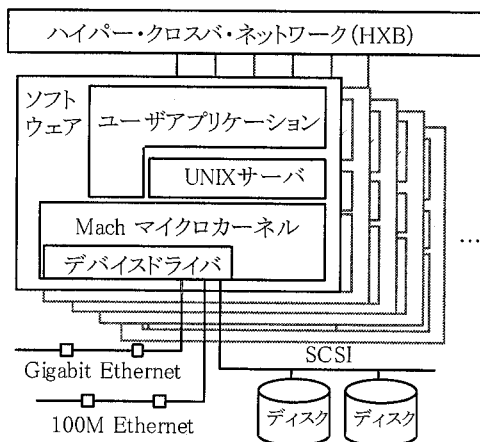 ハイパー・クロスバ・ネットワーク(HXB)
ソフト
ウェア
ユーザアプリケーション
UNIXサーバ
Mach マイクロカーネル
デバイスドライバ
…
SCSI
Gigabit Ethernet
ディスク
ディスク
100M Ethernet